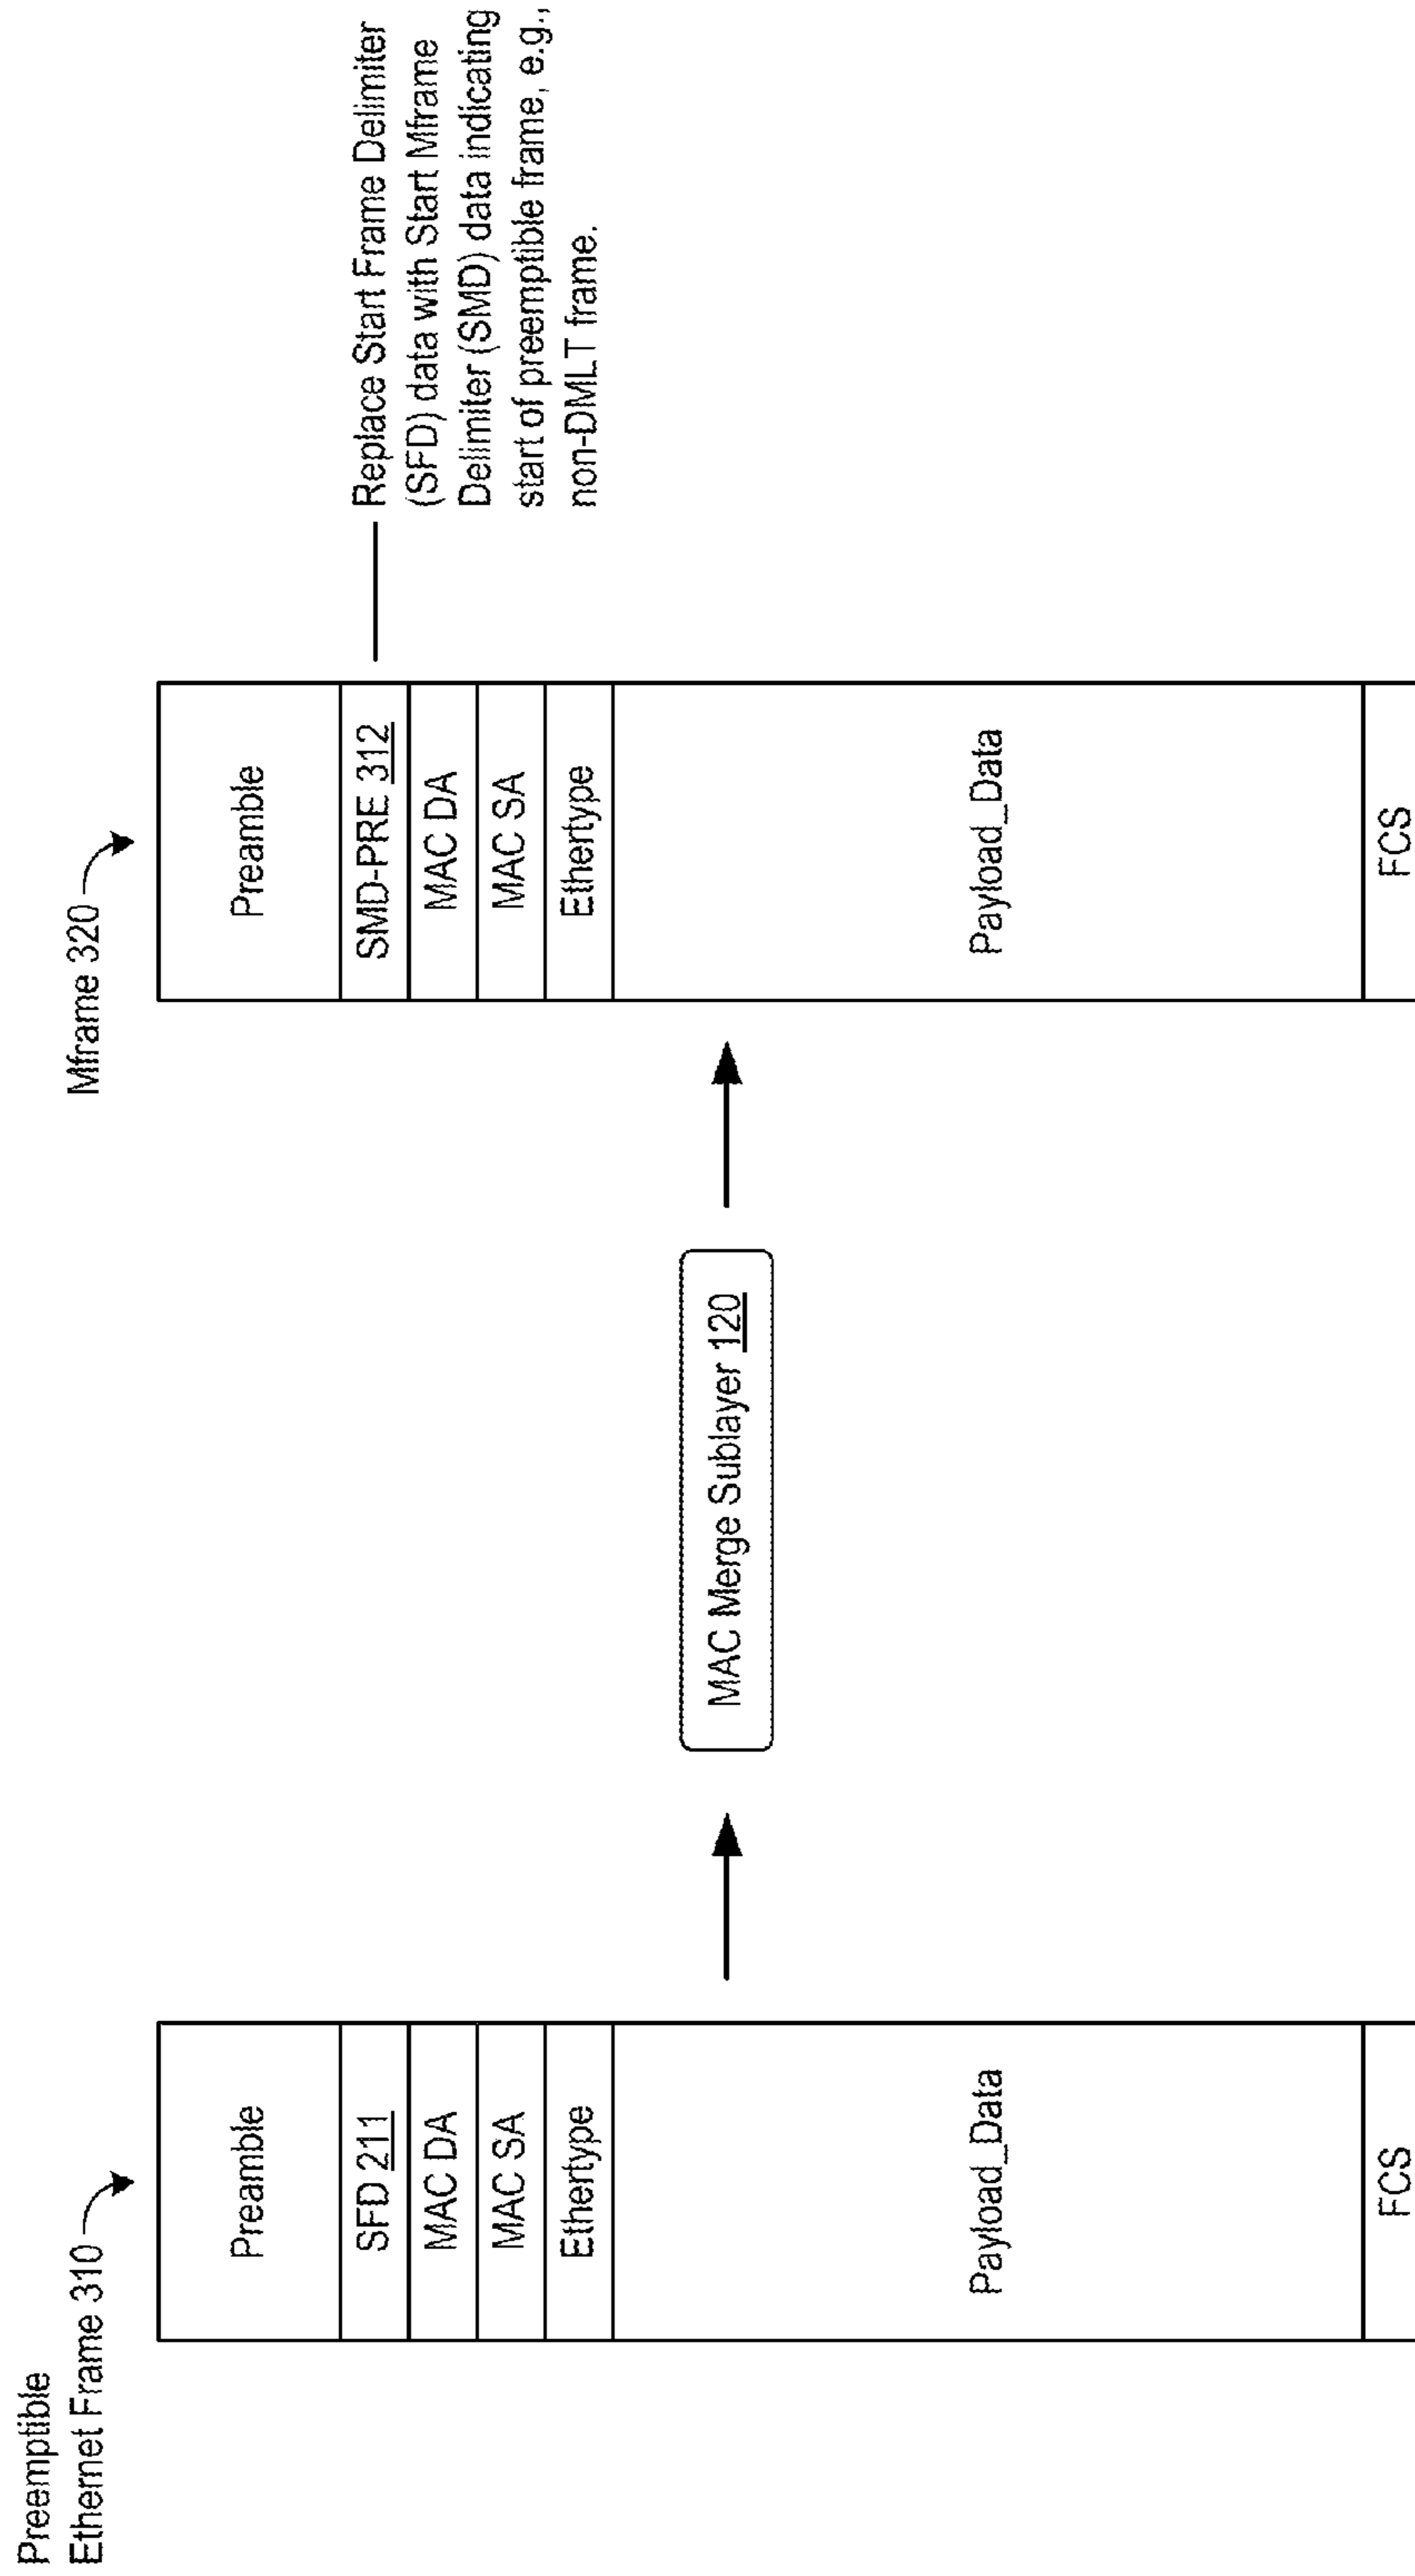 Preemptible
Ethernet Frame 310
Preamble
SFD 211
MAC DA
MAC SA
Ethertype
Payload_Data
FCS
MAC Merge Sublayer 120
Mframe 320
Preamble
SMD-PRE 312
MAC DA
MAC SA
Ethertype
Payload_Data
FCS
Replace Start Frame Delimiter
(SFD) data with Start Mframe
Delimiter (SMD) data indicating
start of preemptible frame, e.g.,
non-DMLT frame.